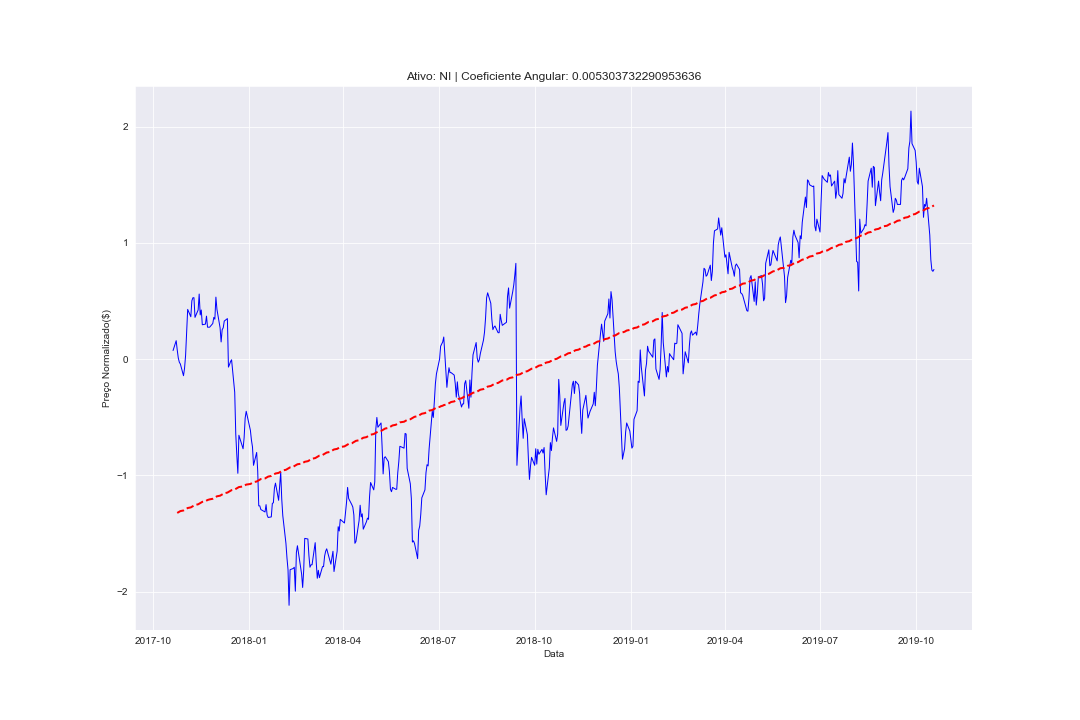 Ativo: NI | Coeficiente Angular: 0.005303732290953636
Preço Normalizado($)
2
1
0
−1
−2
2017-10 2018-01 2018-04 2018-07 2018-10 2019-01 2019-04 2019-07 2019-10
Data